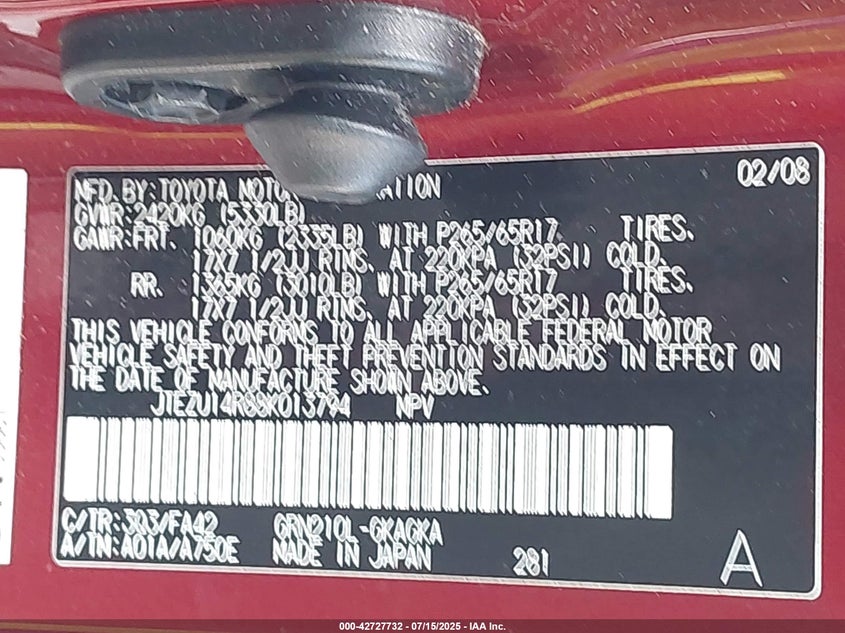 02/08
MFD. BY: TOYOTA MOTOR ATION
GVWR: 2420KG (5330LB)
GAWR: FRT. 1060KG (2335LB) WITH P265/65R17 TIRES.
17X7 1/2JJ RIMS. AT 220KPA (32PSI) COLD.
RR. 1365KG (3010LB) WITH P265/65R17 TIRES.
17X7 1/2JJ RIMS. AT 220KPA (32PSI) COLD.
THIS VEHICLE CONFORMS TO ALL APPLICABLE FEDERAL MOTOR
VEHICLE SAFETY AND THEFT PREVENTION STANDARDS IN EFFECT ON
THE DATE OF MANUFACTURE SHOWN ABOVE.
JTEZU14R88K013794 MPV
C/TR: 3Q3/FA42 GRN210L-GKAGKA
A/TM: A01A/A750E MADE IN JAPAN 281 A
000-42727732 - 07/15/2025 - IAA Inc.